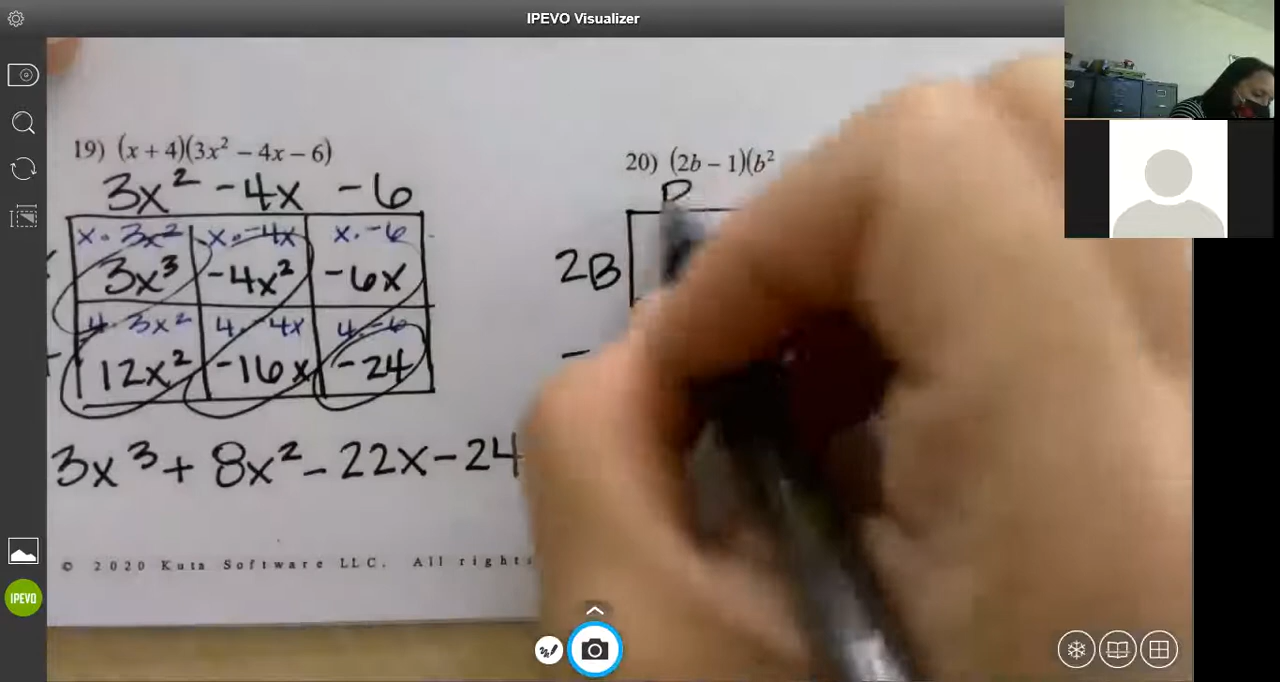 IPEVO Visualizer
19) (x + 4)(3x² − 4x − 6)
3x² -4x -6
x · 3x² x · -4x x · -6
3x³ -4x² -6x
4 · 3x² 4 · -4x 4 · -6
12x² -16x -24
3x³ + 8x² - 22x - 24
20) (2b − 1)(b²
2B
−
© 2020 Kuta Software LLC. All rights
IPEVO